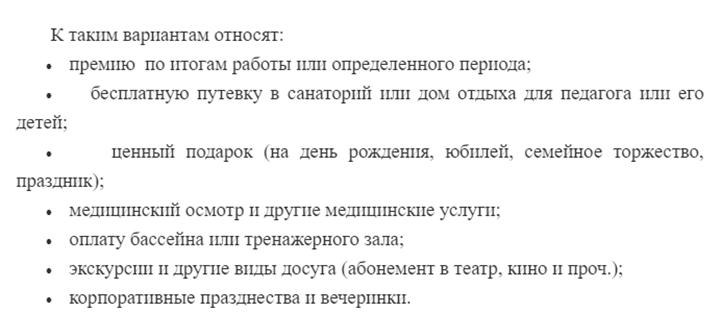 К таким вариантам относят:
• премию по итогам работы или определенного периода;
• бесплатную путевку в санаторий или дом отдыха для педагога или его
детей;
• ценный подарок (на день рождения, юбилей, семейное торжество,
праздник);
• медицинский осмотр и другие медицинские услуги;
• оплату бассейна или тренажерного зала;
• экскурсии и другие виды досуга (абонемент в театр, кино и проч.);
• корпоративные празднества и вечеринки.